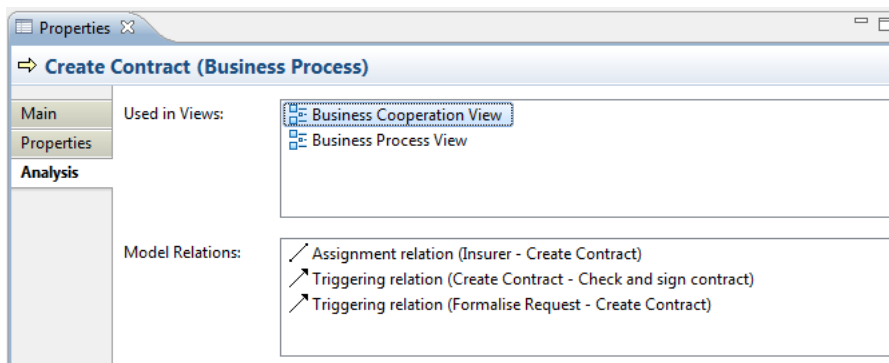 Properties
Create Contract (Business Process)
Main
Properties
Analysis
Used in Views:
Business Cooperation View
Business Process View
Model Relations:
Assignment relation (Insurer - Create Contract)
Triggering relation (Create Contract - Check and sign contract)
Triggering relation (Formalise Request - Create Contract)